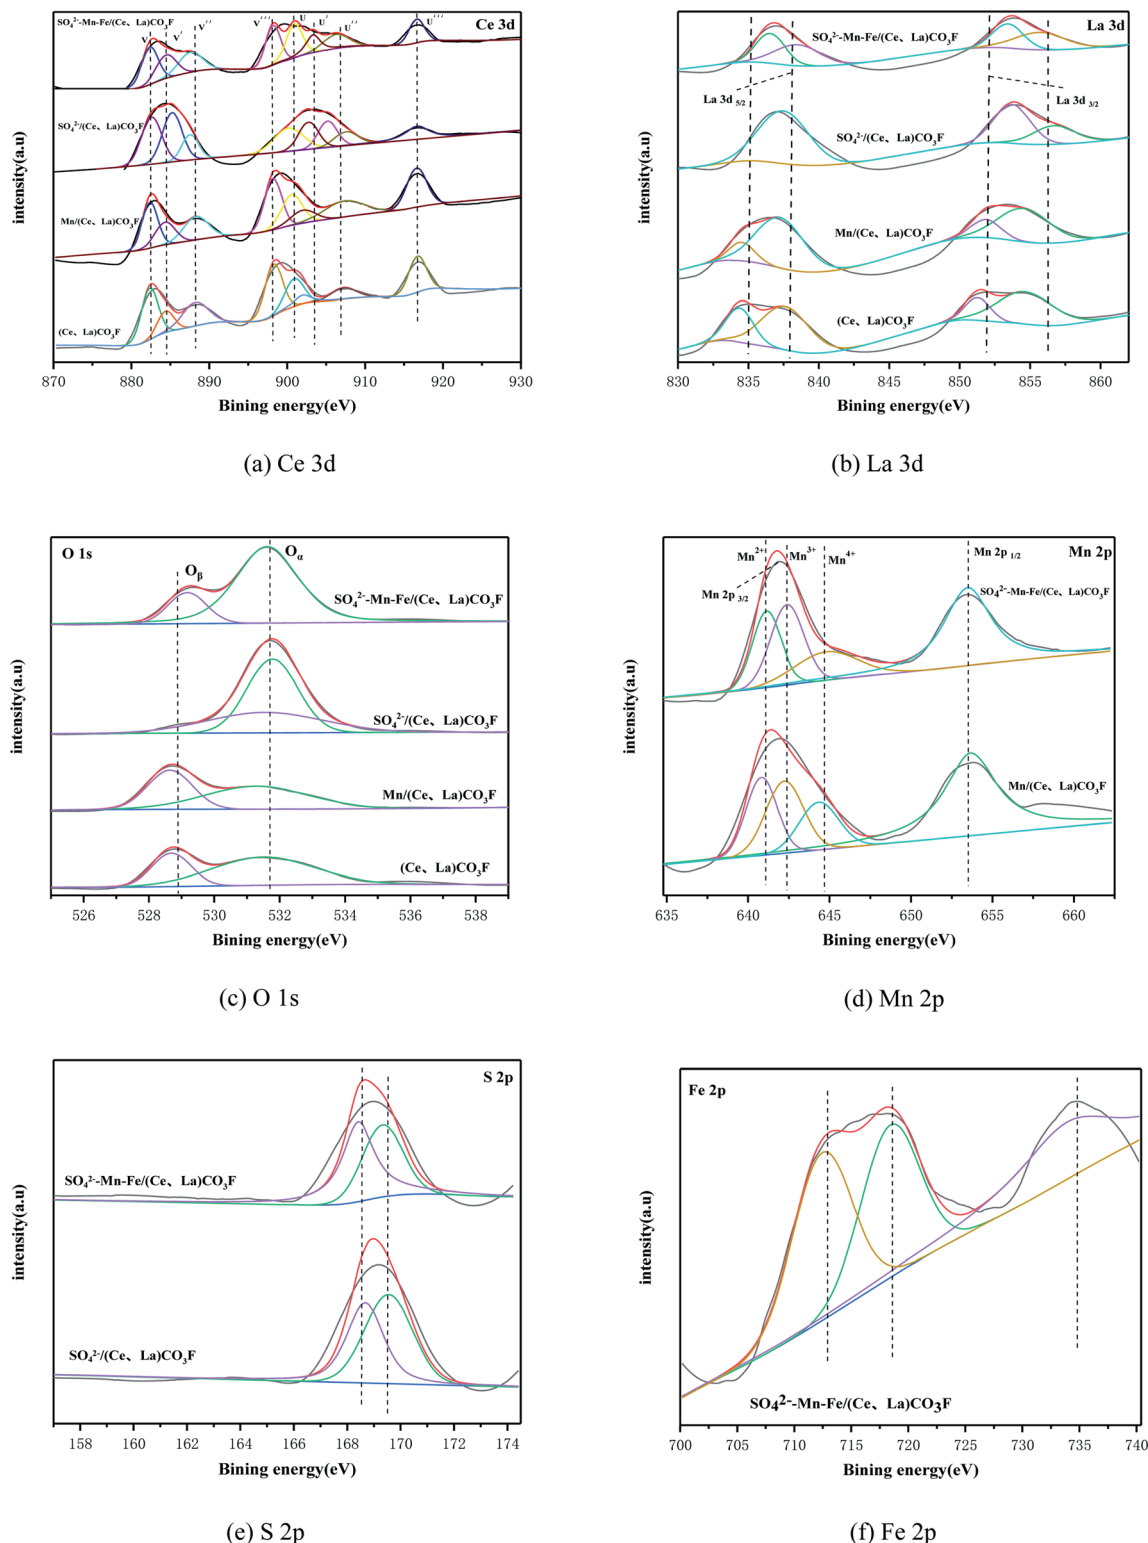 Ce 3d
SO₄²⁻-Mn-Fe/(Ce、La)CO₃F
V V′ V′′ V′′′ U U′ U′′ U′′′
SO₄²⁻/(Ce、La)CO₃F
Mn/(Ce、La)CO₃F
(Ce、La)CO₃F
intensity(a.u)
870 880 890 900 910 920 930
Bining energy(eV)
(a) Ce 3d
La 3d
SO₄²⁻-Mn-Fe/(Ce、La)CO₃F
La 3d 5/2
La 3d 3/2
SO₄²⁻/(Ce、La)CO₃F
Mn/(Ce、La)CO₃F
(Ce、La)CO₃F
intensity(a.u)
830 835 840 845 850 855 860
Bining energy(eV)
(b) La 3d
O 1s
Oβ
Oα
SO₄²⁻-Mn-Fe/(Ce、La)CO₃F
SO₄²⁻/(Ce、La)CO₃F
Mn/(Ce、La)CO₃F
(Ce、La)CO₃F
intensity(a.u)
526 528 530 532 534 536 538
Bining energy(eV)
(c) O 1s
Mn 2p
Mn²⁺ Mn³⁺ Mn⁴⁺
Mn 2p 1/2
Mn 2p 3/2
SO₄²⁻-Mn-Fe/(Ce、La)CO₃F
Mn/(Ce、La)CO₃F
intensity(a.u)
635 640 645 650 655 660
Bining energy(eV)
(d) Mn 2p
S 2p
SO₄²⁻-Mn-Fe/(Ce、La)CO₃F
SO₄²⁻/(Ce、La)CO₃F
intensity(a.u)
158 160 162 164 166 168 170 172 174
Bining energy(eV)
(e) S 2p
Fe 2p
SO₄²⁻-Mn-Fe/(Ce、La)CO₃F
intensity(a.u)
700 705 710 715 720 725 730 735 740
Bining energy(eV)
(f) Fe 2p